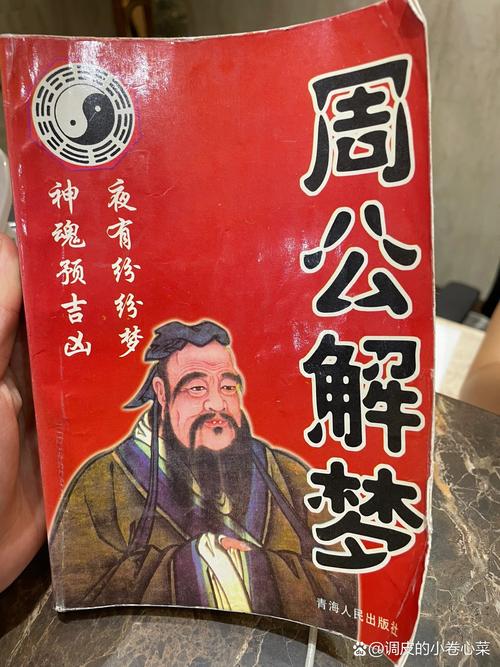 周公解梦
夜有纷纷梦
神魂预吉凶
青海人民出版社
@调皮的小卷心菜